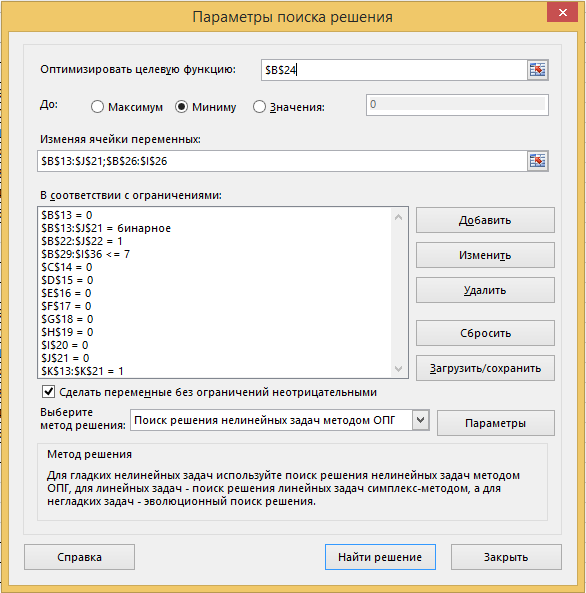 Параметры поиска решения
Оптимизировать целевую функцию: $B$24
До: Максимум Миниму Значения: 0
Изменяя ячейки переменных:
$B$13:$J$21;$B$26:$I$26
В соответствии с ограничениями:
$B$13 = 0
$B$13:$J$21 = бинарное
$B$22:$J$22 = 1
$B$29:$I$36 <= 7
$C$14 = 0
$D$15 = 0
$E$16 = 0
$F$17 = 0
$G$18 = 0
$H$19 = 0
$I$20 = 0
$J$21 = 0
$K$13:$K$21 = 1
Добавить
Изменить
Удалить
Сбросить
Загрузить/сохранить
Сделать переменные без ограничений неотрицательными
Выберите
метод решения: Поиск решения нелинейных задач методом ОПГ Параметры
Метод решения
Для гладких нелинейных задач используйте поиск решения нелинейных задач методом
ОПГ, для линейных задач - поиск решения линейных задач симплекс-методом, а для
негладких задач - эволюционный поиск решения.
Справка Найти решение Закрыть